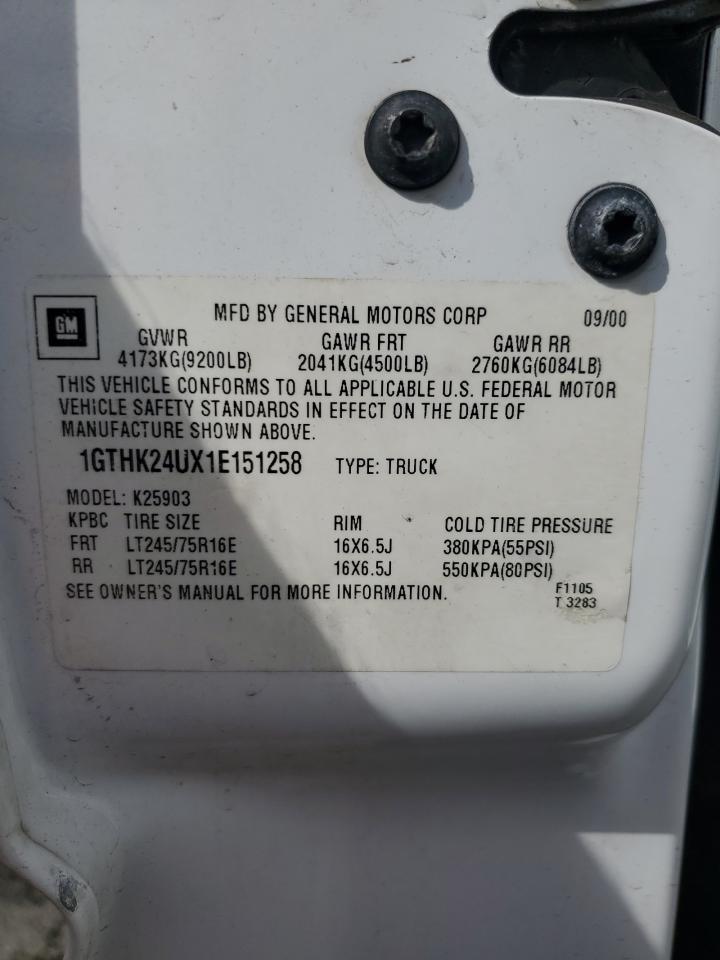 GM MFD BY GENERAL MOTORS CORP 09/00
GVWR GAWR FRT GAWR RR
4173KG(9200LB) 2041KG(4500LB) 2760KG(6084LB)
THIS VEHICLE CONFORMS TO ALL APPLICABLE U.S. FEDERAL MOTOR
VEHICLE SAFETY STANDARDS IN EFFECT ON THE DATE OF
MANUFACTURE SHOWN ABOVE.
1GTHK24UX1E151258 TYPE: TRUCK
MODEL: K25903
KPBC TIRE SIZE RIM COLD TIRE PRESSURE
FRT LT245/75R16E 16X6.5J 380KPA(55PSI)
RR LT245/75R16E 16X6.5J 550KPA(80PSI)
SEE OWNER'S MANUAL FOR MORE INFORMATION. F1105
T 3283